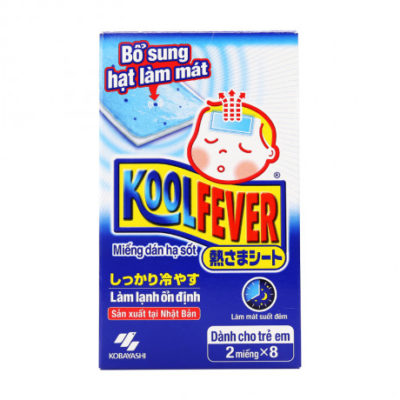 Bổ sung
hạt làm mát
KOOLFEVER®
Miếng dán hạ sốt
熱さまシート
しっかり冷やす
Làm lạnh ổn định
Sản xuất tại Nhật Bản
Làm mát suốt đêm
KOBAYASHI
Dành cho trẻ em
2 miếng×8